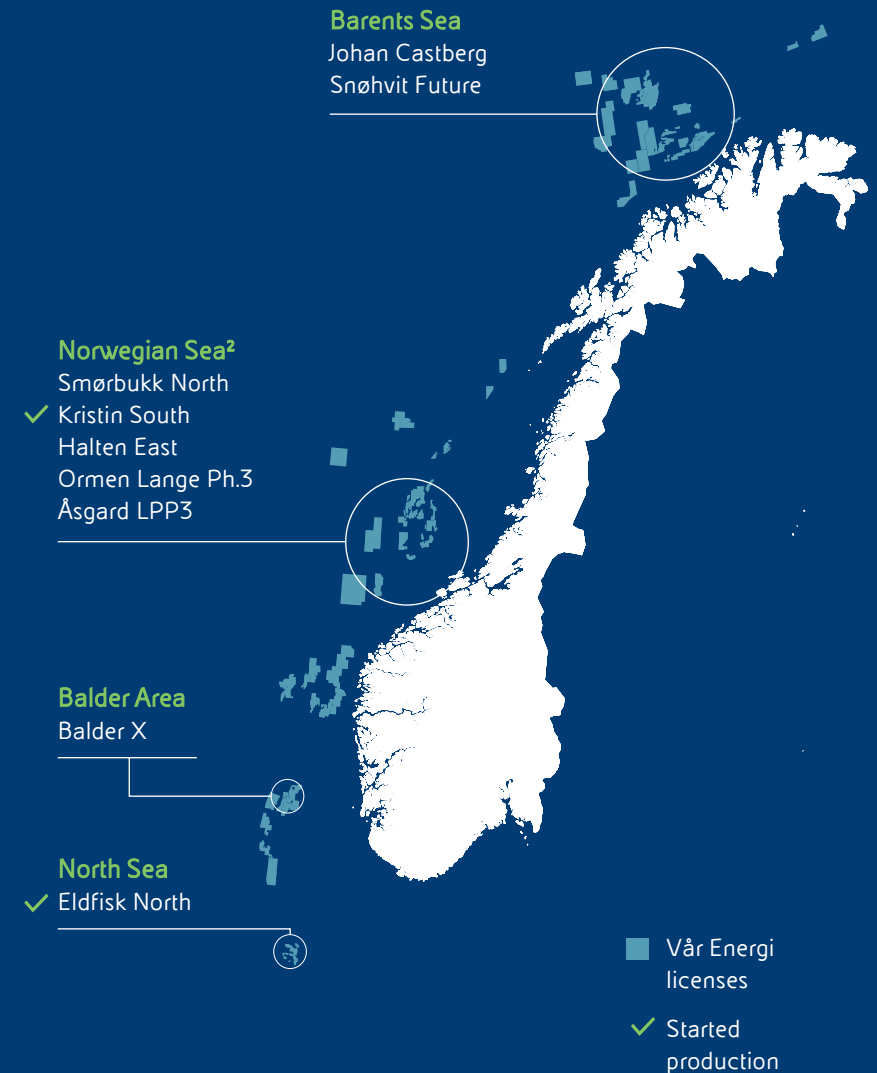 Barents Sea
Johan Castberg
Snøhvit Future
Norwegian Sea²
Smørbukk North
Kristin South
Halten East
Ormen Lange Ph.3
Åsgard LPP3
Balder Area
Balder X
North Sea
Eldfisk North
Vår Energi
licenses
Started
production